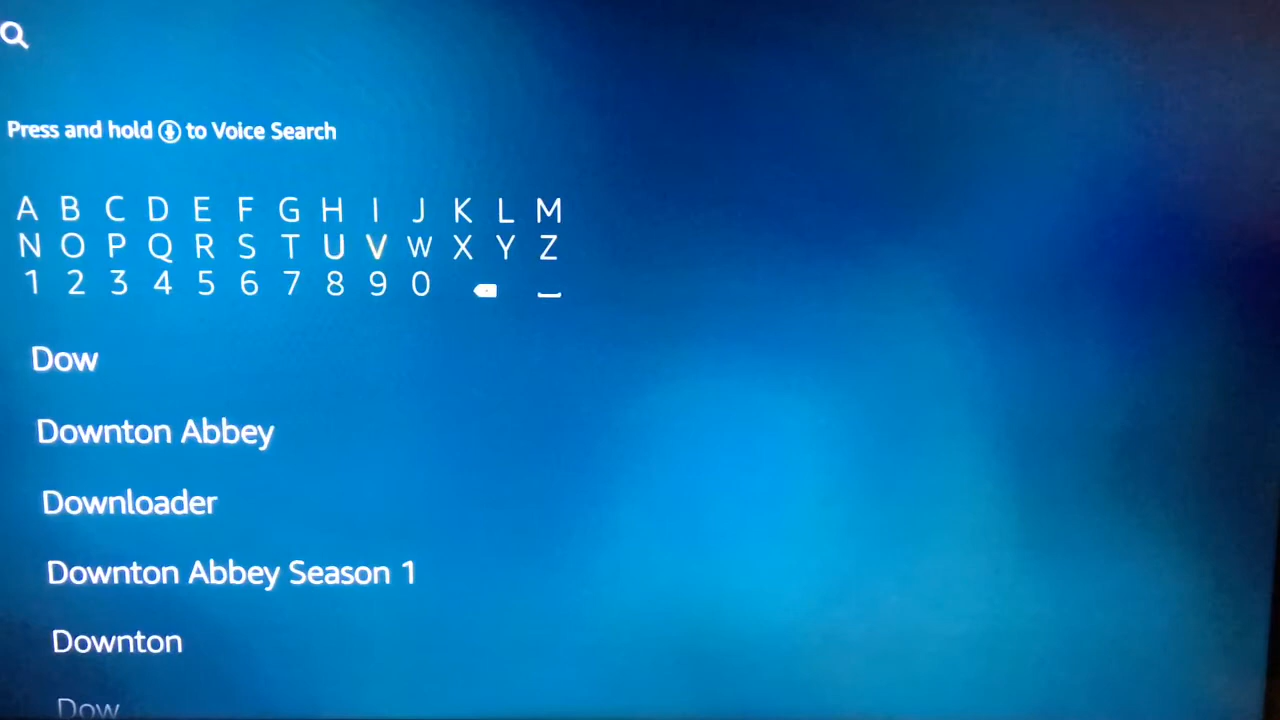 Press and hold to Voice Search
A B C D E F G H I J K L M
N O P Q R S T U V W X Y Z
1 2 3 4 5 6 7 8 9 0
Dow
Downton Abbey
Downloader
Downton Abbey Season 1
Downton
Dow